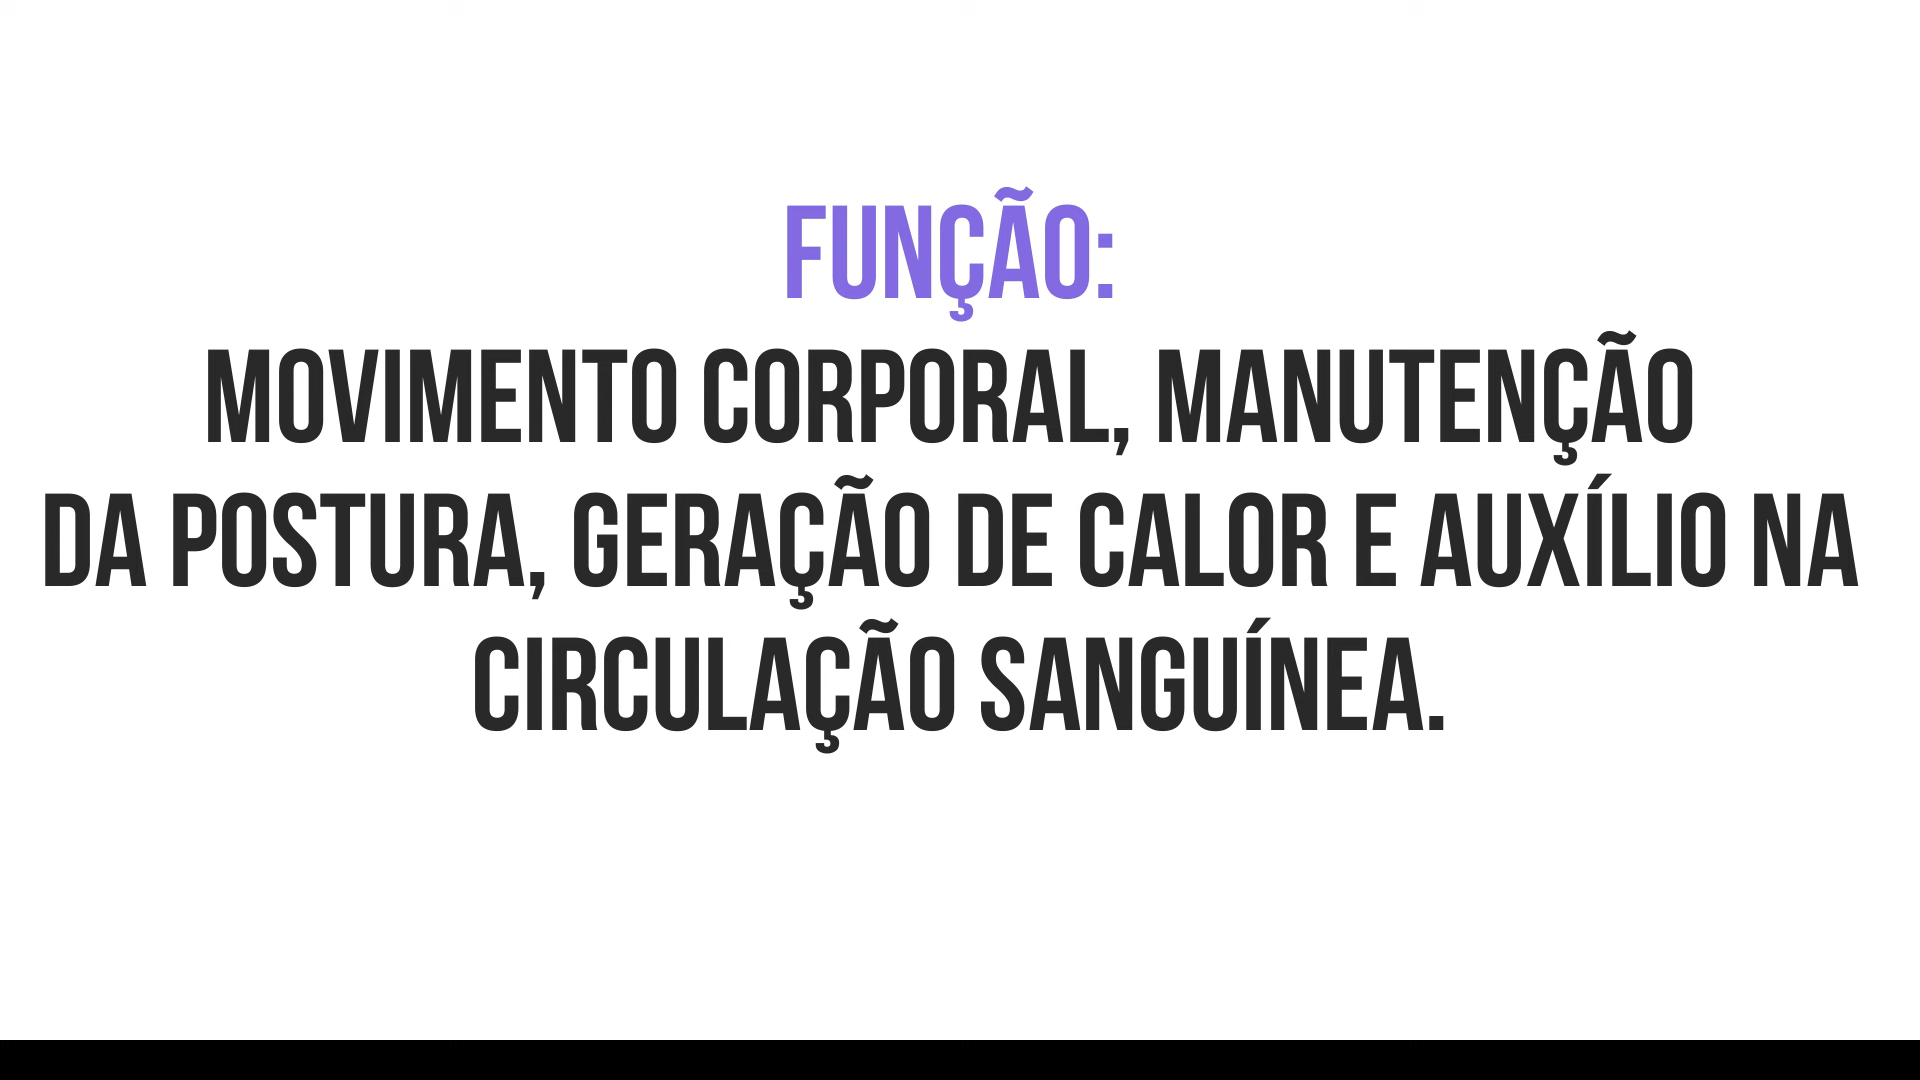 FUNÇÃO:
MOVIMENTO CORPORAL, MANUTENÇÃO
DA POSTURA, GERAÇÃO DE CALOR E AUXÍLIO NA
CIRCULAÇÃO SANGUÍNEA.